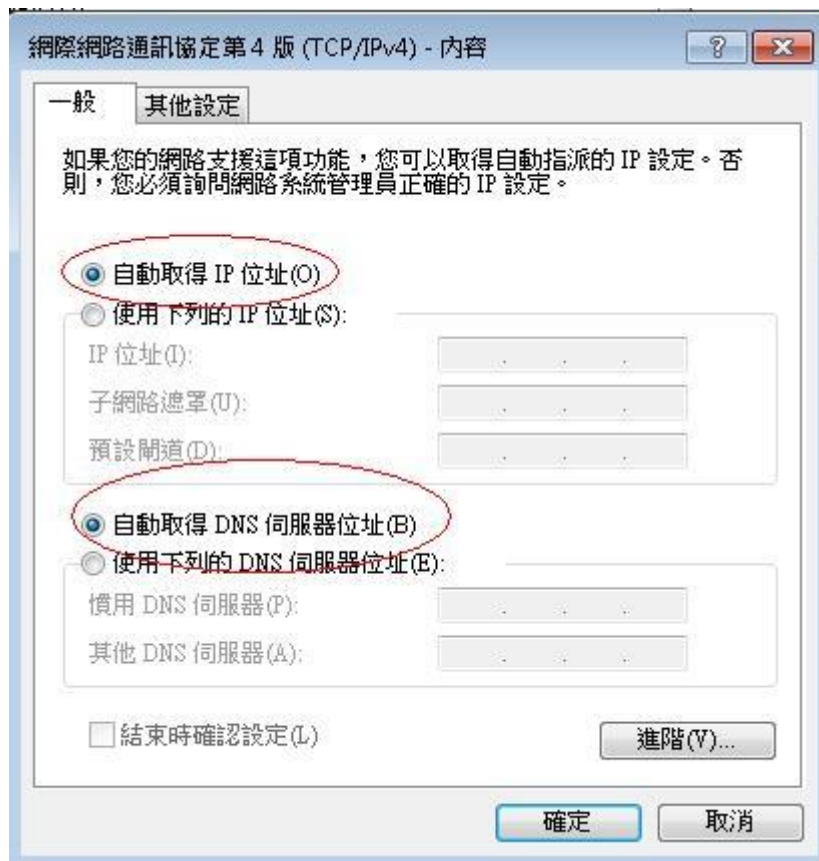 網際網路通訊協定第 4 版 (TCP/IPv4) - 內容
一般
其他設定
如果您的網路支援這項功能，您可以取得自動指派的 IP 設定。否
則，您必須詢問網路系統管理員正確的 IP 設定。
自動取得 IP 位址(O)
使用下列的 IP 位址(S):
IP 位址(I):
子網路遮罩(U):
預設閘道(D):
自動取得 DNS 伺服器位址(B)
使用下列的 DNS 伺服器位址(E):
慣用 DNS 伺服器(P):
其他 DNS 伺服器(A):
結束時確認設定(L)
進階(V)...
確定
取消